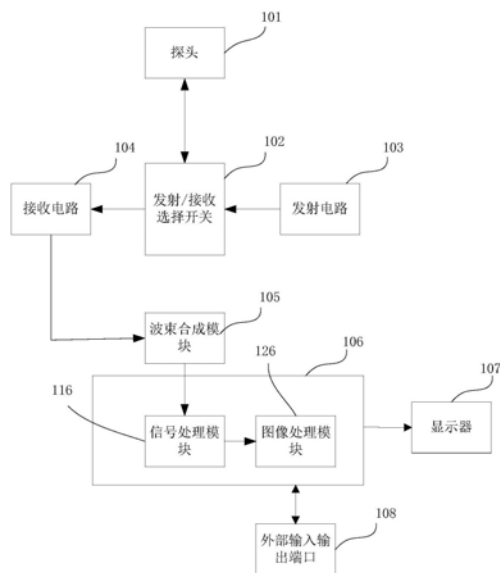 101
探头
104
102
103
接收电路
发射/接收
选择开关
发射电路
105
波束合成模
块
106
126
107
116
信号处理模
块
图像处理模
块
显示器
108
外部输入输
出端口